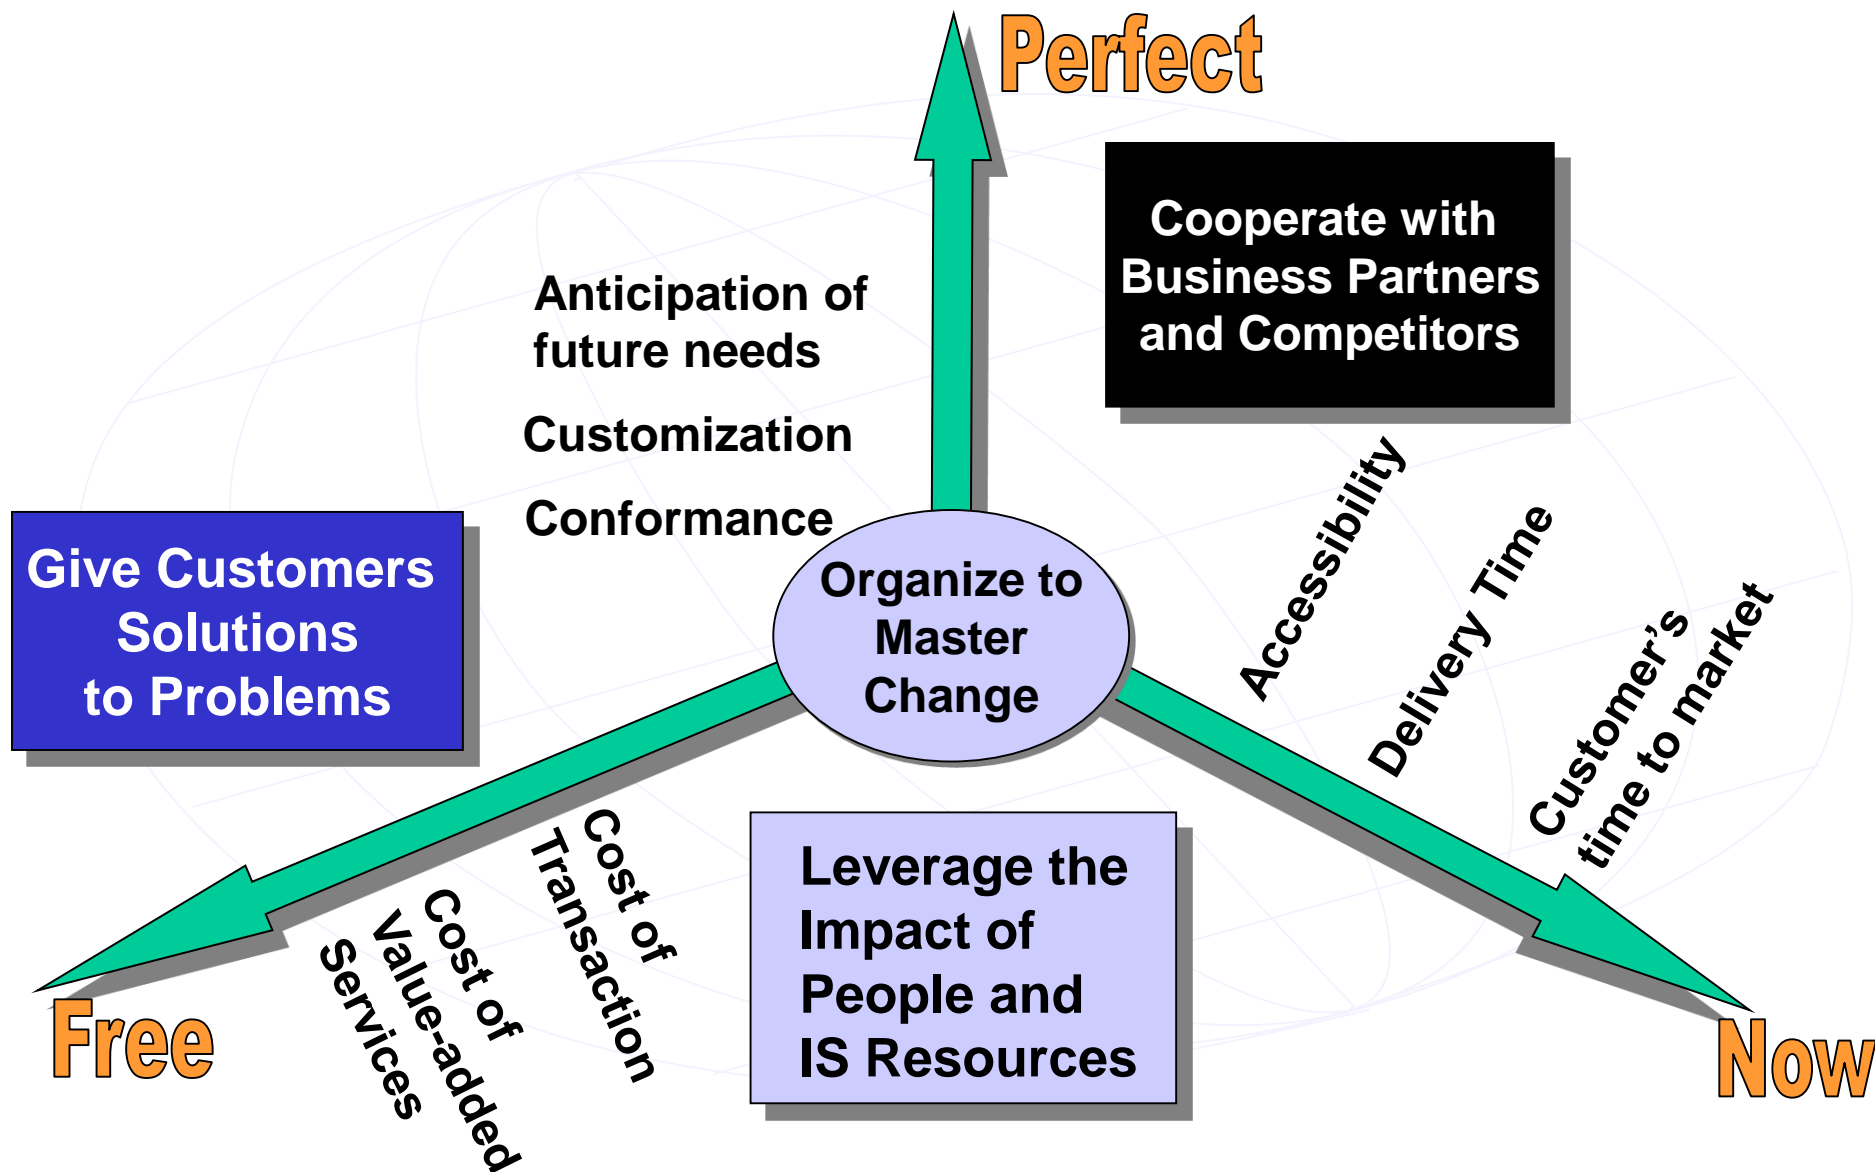 Perfect
Cooperate with
Business Partners
and Competitors
Anticipation of
future needs
Customization
Conformance
Give Customers
Solutions
to Problems
Organize to
Master
Change
Accessibility
Delivery Time
Customer’s
time to market
Cost of
Transaction
Cost of
Value-added
Services
Leverage the
Impact of
People and
IS Resources
Free
Now